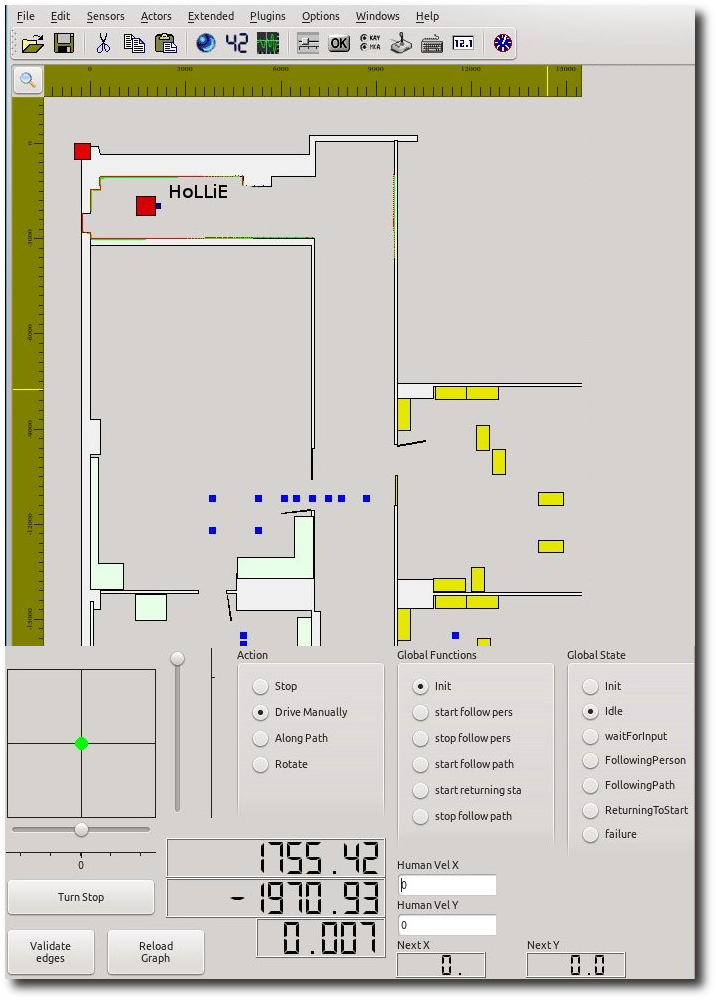 File Edit Sensors Actors Extended Plugins Options Windows Help
42 OK KAY MCA 12.1
0 3000 6000 9000 12000 15000
0
HoLLiE
-3000
-6000
-9000
-12000
-15000
Action Global Functions Global State
Stop Init Init
Drive Manually start follow pers Idle
Along Path stop follow pers waitForInput
Rotate start follow path FollowingPerson
start returning sta FollowingPath
stop follow path ReturningToStart
failure
0
1755.42
-1970.93
0.007
Turn Stop
Validate edges
Reload Graph
Human Vel X
0
Human Vel Y
0
Next X Next Y
0. 0.0